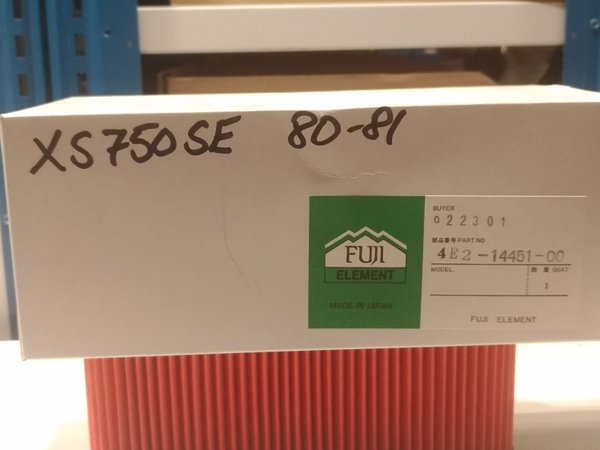 XS750SE 80-81
FUJI
ELEMENT
MADE IN JAPAN
BUYER
022301
部品番号 PART.NO
4E2-14451-00
MODEL. 数量 QUAT
1
FUJI ELEMENT